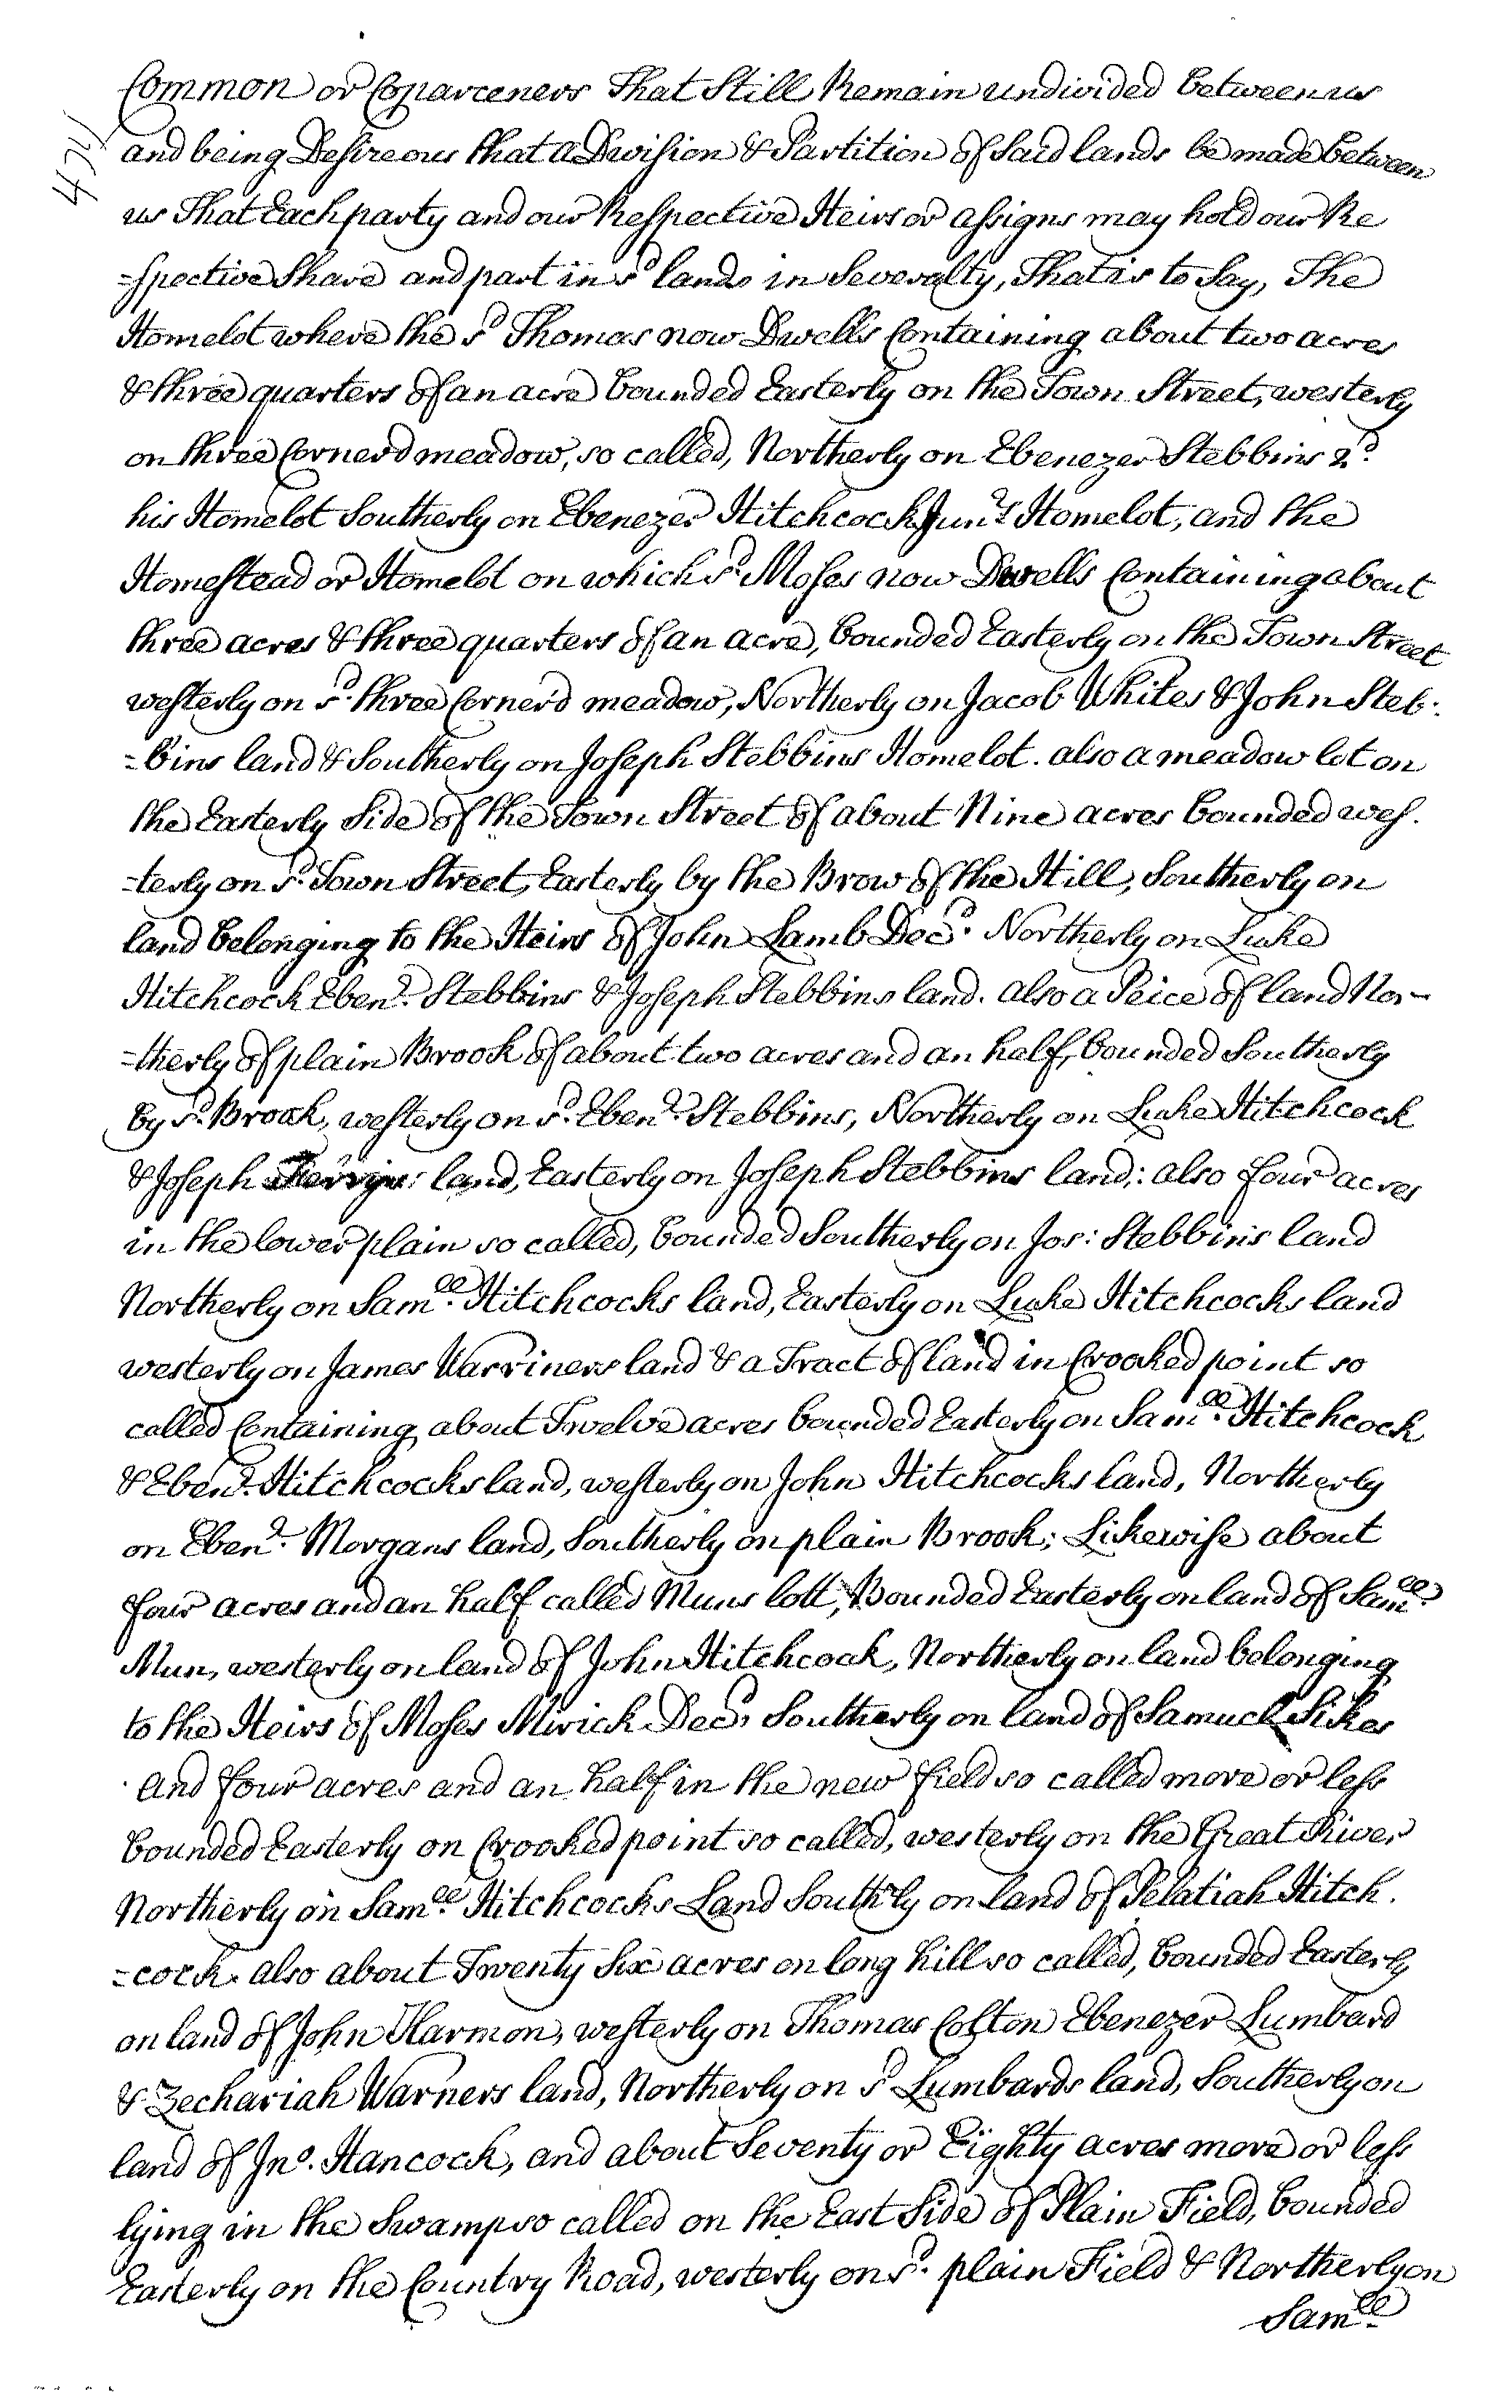 Common or Coparceners That Still Remain undivided between us
and being Desireous that a Division & Partition of Said lands be made between
us That Each party and our Respective Heirs or assigns may hold our Re
=spective Share and part in sd lands in Severalty, That is to Say, The
Homelot where the sd Thomas now Dwells Containing about two acres
& three quarters of an acre bounded Easterly on the Town Street, westerly
on three Cornerd meadow, so called, Northerly on Ebenezer Stebbins 2d.
his Homelot Southerly on Ebenezer Hitchcock Junrs Homelot, and the
Homestead or Homelot on which sd. Moses now Dwells Containing about
three acres & three quarters of an acre, bounded Easterly on the Town Street
westerly on sd. three Corner'd meadow, Northerly on Jacob Whites & John Steb:
=bins land & Southerly on Joseph Stebbins Homelot. also a meadow lot on
the Easterly Side of the Town Street of about Nine acres bounded wes.
=terly on sd. Town Street, Easterly by the Brow of the Hill, Southerly on
land belonging to the Heirs of John Lamb Decd. Northerly on Luke
Hitchcock Ebenr. Stebbins & Joseph Stebbins land. also a Peice of land Nor-
=therly of plain Brook of about two acres and an half, bounded Southerly
by sd. Brook, westerly on sd. Ebenr. Stebbins, Northerly on Luke Hitchcock
& Joseph land, Easterly on Joseph Stebbins land; also four acres
in the lower plain so called, bounded Southerly on Jos: Stebbins land
Northerly on Samll. Hitchcocks land, Easterly on Luke Hitchcocks land
westerly on James Warriners land & a Tract of land in Crooked point so
called Containing about Twelve acres bounded Easterly on Samll. Hitchcock
& Ebenr. Hitchcocks land, westerly on John Hitchcocks land, Northerly
on Ebenr. Morgans land, Southerly on plain Brook; Likewise about
four acres and an half called Muns lott, Bounded Easterly on land of Samll.
Mun, westerly on land of John Hitchcock, Northerly on land belonging
to the Heirs of Moses Mirick Decd, Southerly on land of Samuel Sikes
And four acres and an half in the new field so called more or less
bounded Easterly on Crooked point so called, westerly on the Great River
Northerly on Samll. Hitchcocks Land Southrly on land of Pelatiah Hitch.
=cock. also about Twenty Six acres on long hill so called, bounded Easterly
on land of John Harmon, westerly on Thomas Colton Ebenezer Lumbard
& Zechariah Warners land, Northerly on sd Lumbards land, Southerly on
land of Jno. Hancock, and about Seventy or Eighty acres more or less
lying in the Swamp so called on the East Side of Plain Field, bounded
Easterly on the Country Road, westerly on sd. plain Field & Northerly on
Samll